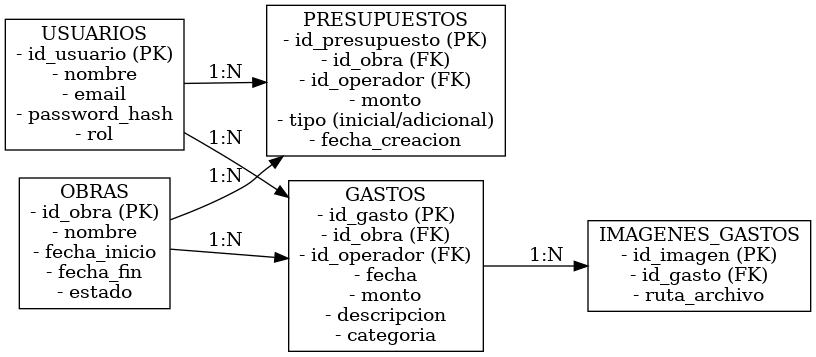 USUARIOS
- id_usuario (PK)
- nombre
- email
- password_hash
- rol
OBRAS
- id_obra (PK)
- nombre
- fecha_inicio
- fecha_fin
- estado
1:N
1:N
1:N
1:N
PRESUPUESTOS
- id_presupuesto (PK)
- id_obra (FK)
- id_operador (FK)
- monto
- tipo (inicial/adicional)
- fecha_creacion
GASTOS
- id_gasto (PK)
- id_obra (FK)
- id_operador (FK)
- fecha
- monto
- descripcion
- categoria
1:N
IMAGENES_GASTOS
- id_imagen (PK)
- id_gasto (FK)
- ruta_archivo